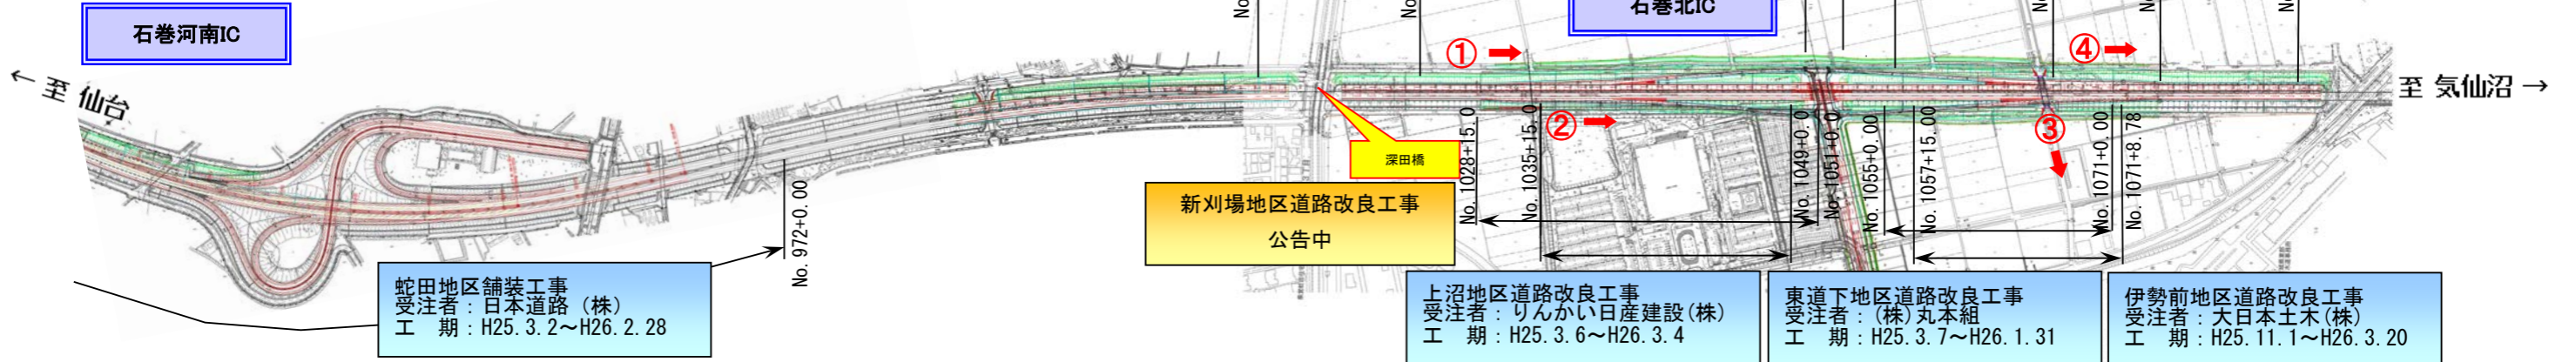 石巻河南IC
石巻北IC
← 至 仙台
至 気仙沼 →
①
②
③
④
深田橋
新刈場地区道路改良工事
公告中
No. 972+0.00
No. 1028+15.0
No. 1035+15.0
No. 1049+0.0
No. 1051+0.0
No. 1055+0.00
No. 1057+15.00
No. 1071+0.00
No. 1071+8.78
蛇田地区舗装工事
受注者：日本道路（株）
工　期：H25.3.2～H26.2.28
上沼地区道路改良工事
受注者：りんかい日産建設(株)
工　期：H25.3.6～H26.3.4
東道下地区道路改良工事
受注者：(株)丸本組
工　期：H25.3.7～H26.1.31
伊勢前地区道路改良工事
受注者：大日本土木(株)
工　期：H25.11.1～H26.3.20